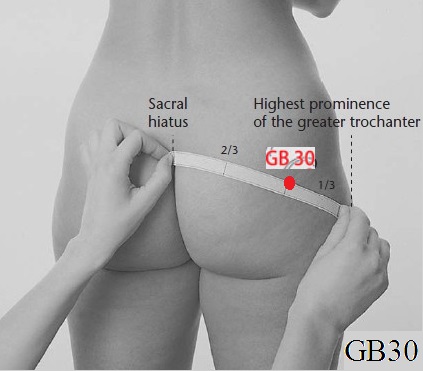 Sacral
hiatus
Highest prominence
of the greater trochanter
2/3
GB 30
1/3
GB30